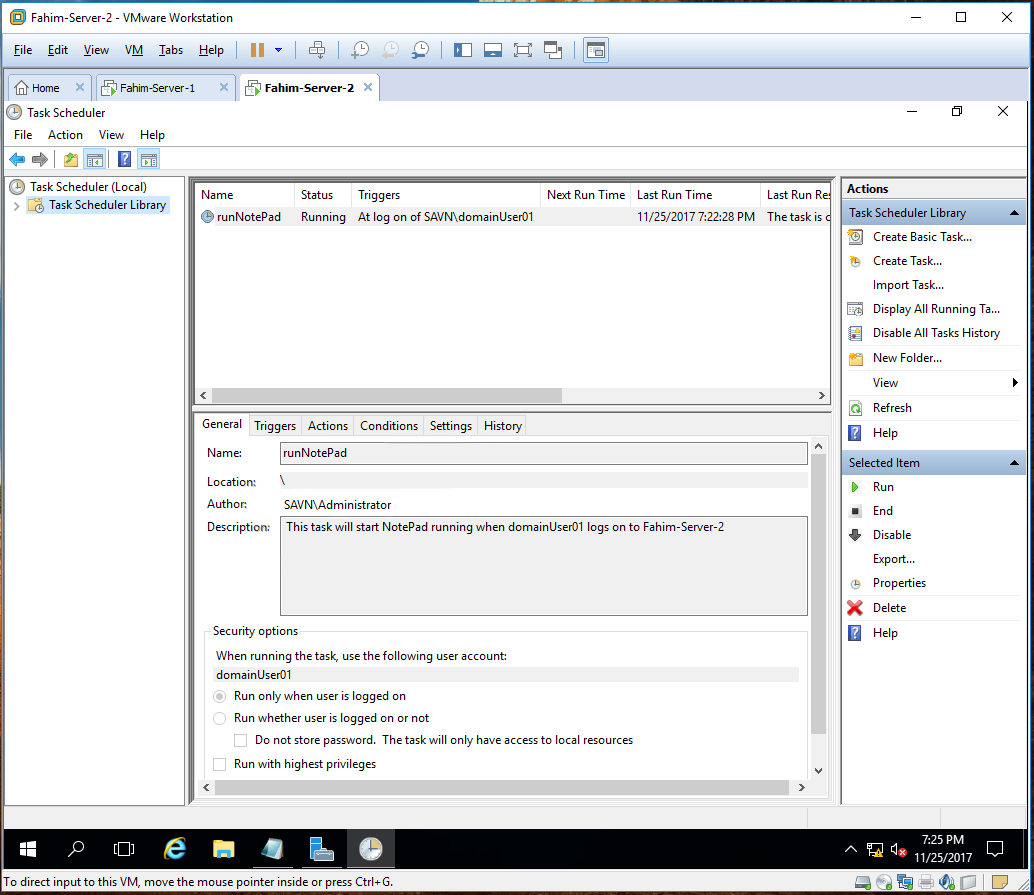 Fahim-Server-2 - VMware Workstation
File Edit View VM Tabs Help
Home Fahim-Server-1 Fahim-Server-2
Task Scheduler
File Action View Help
Task Scheduler (Local)
Task Scheduler Library
Name Status Triggers Next Run Time Last Run Time Last Run Res
runNotePad Running At log on of SAVN\domainUser01 11/25/2017 7:22:28 PM The task is c
General Triggers Actions Conditions Settings History
Name: runNotePad
Location: \
Author: SAVN\Administrator
Description: This task will start NotePad running when domainUser01 logs on to Fahim-Server-2
Security options
When running the task, use the following user account:
domainUser01
Run only when user is logged on
Run whether user is logged on or not
Do not store password. The task will only have access to local resources
Run with highest privileges
Actions
Task Scheduler Library
Create Basic Task...
Create Task...
Import Task...
Display All Running Ta...
Disable All Tasks History
New Folder...
View
Refresh
Help
Selected Item
Run
End
Disable
Export...
Properties
Delete
Help
7:25 PM
11/25/2017
To direct input to this VM, move the mouse pointer inside or press Ctrl+G.